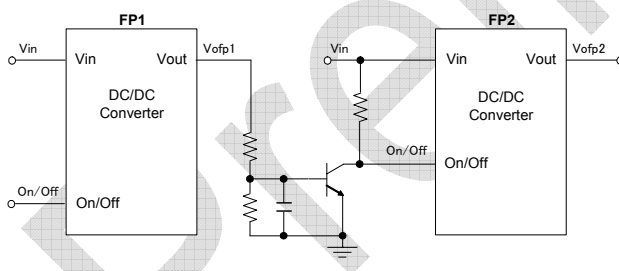 FP1
FP2
Vin
Vin
Vout
Vofp1
Vin
Vin
Vout
Vofp2
DC/DC
Converter
DC/DC
Converter
On/Off
On/Off
On/Off
On/Off